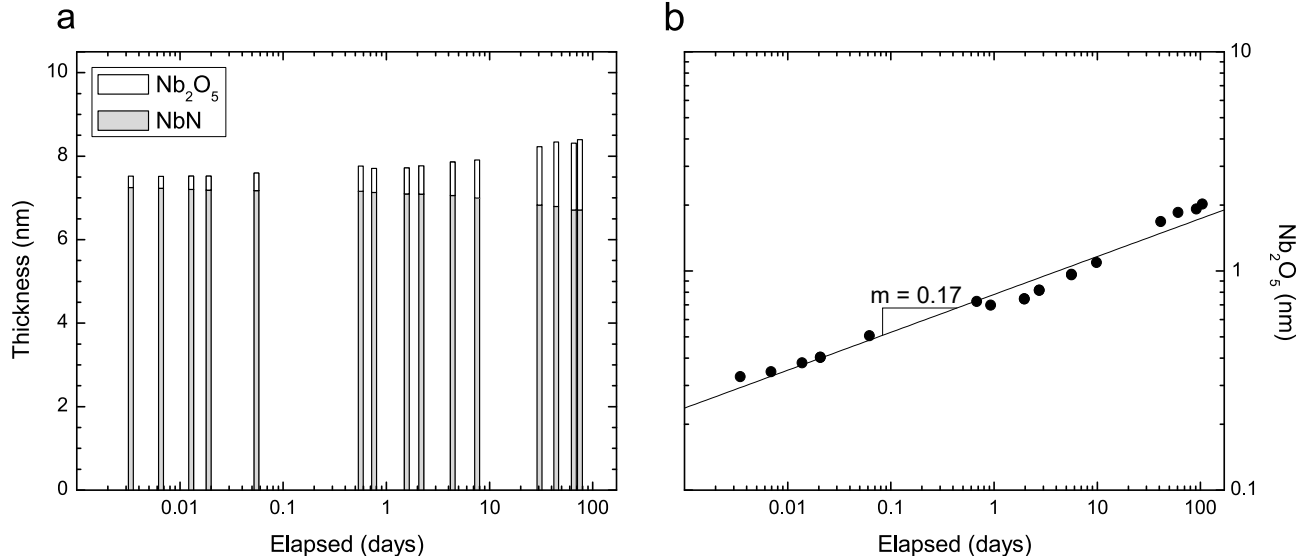 a
Thickness (nm)
10
8
6
4
2
0
Nb₂O₅
NbN
0.01
0.1
1
10
100
Elapsed (days)
b
m = 0.17
0.01
0.1
1
10
100
Elapsed (days)
10
1
0.1
Nb₂O₅ (nm)